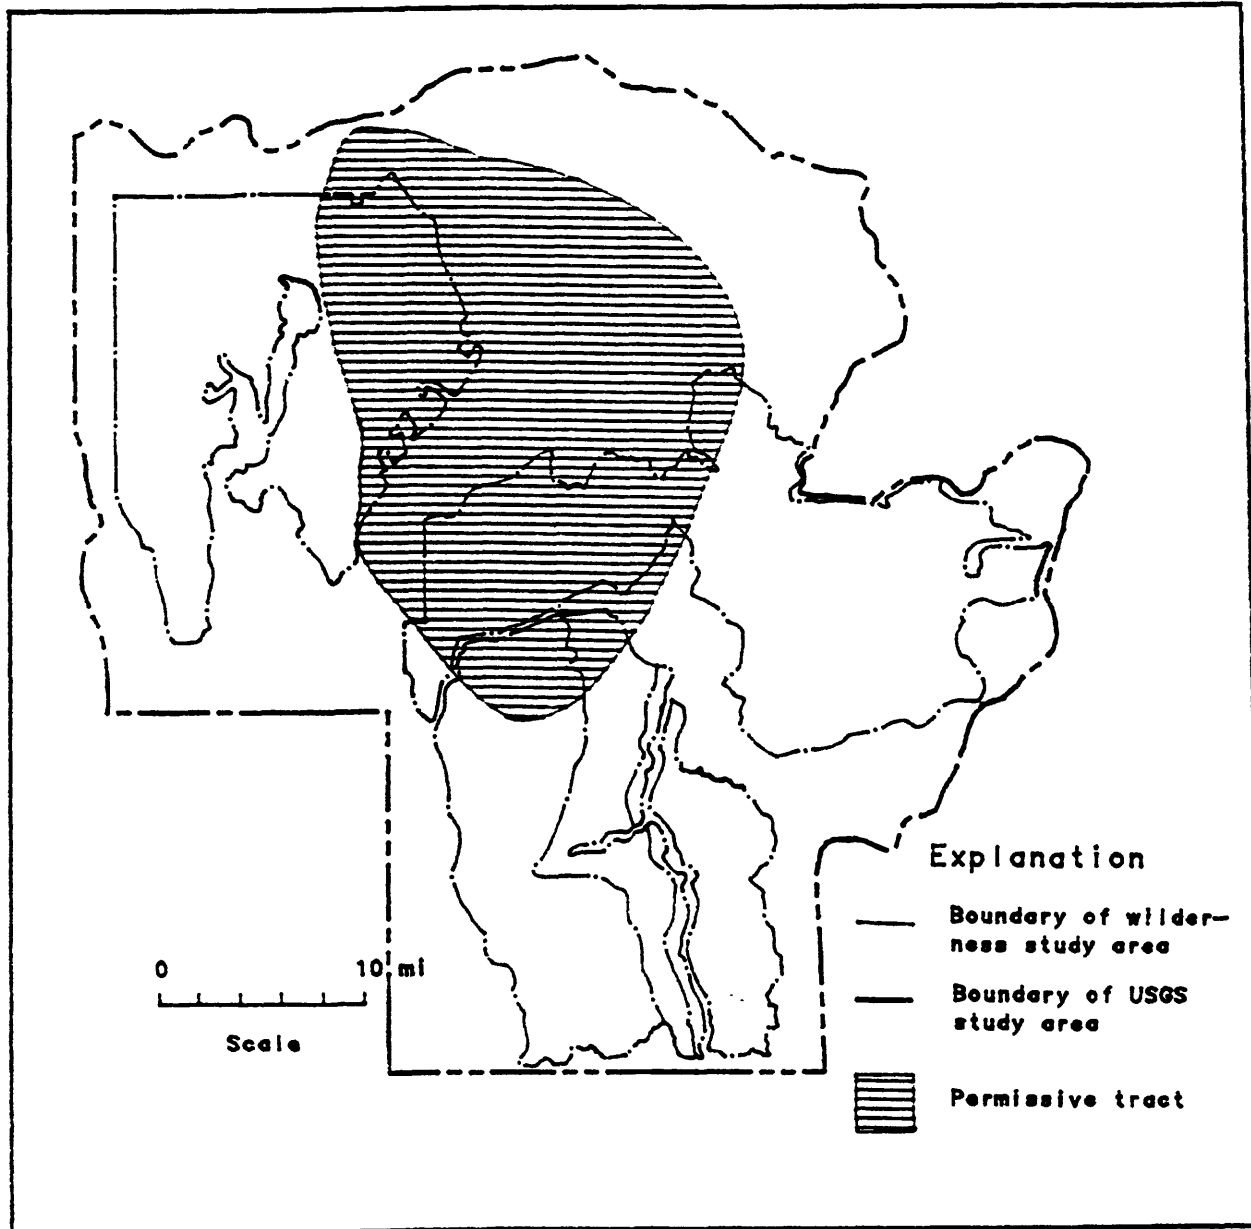 Explanation
Boundary of wilder-
ness study area
Boundary of USGS
study area
Permissive tract
0 10 mi
Scale